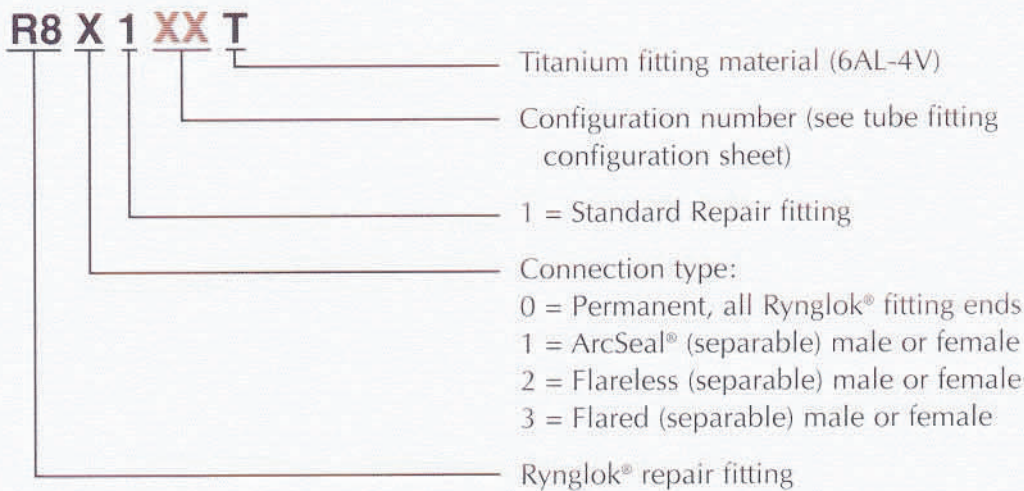 R8 X 1 XX T
Titanium fitting material (6AL-4V)
Configuration number (see tube fitting
configuration sheet)
1 = Standard Repair fitting
Connection type:
0 = Permanent, all Rynglok® fitting ends
1 = ArcSeal® (separable) male or female
2 = Flareless (separable) male or female
3 = Flared (separable) male or female
Rynglok® repair fitting